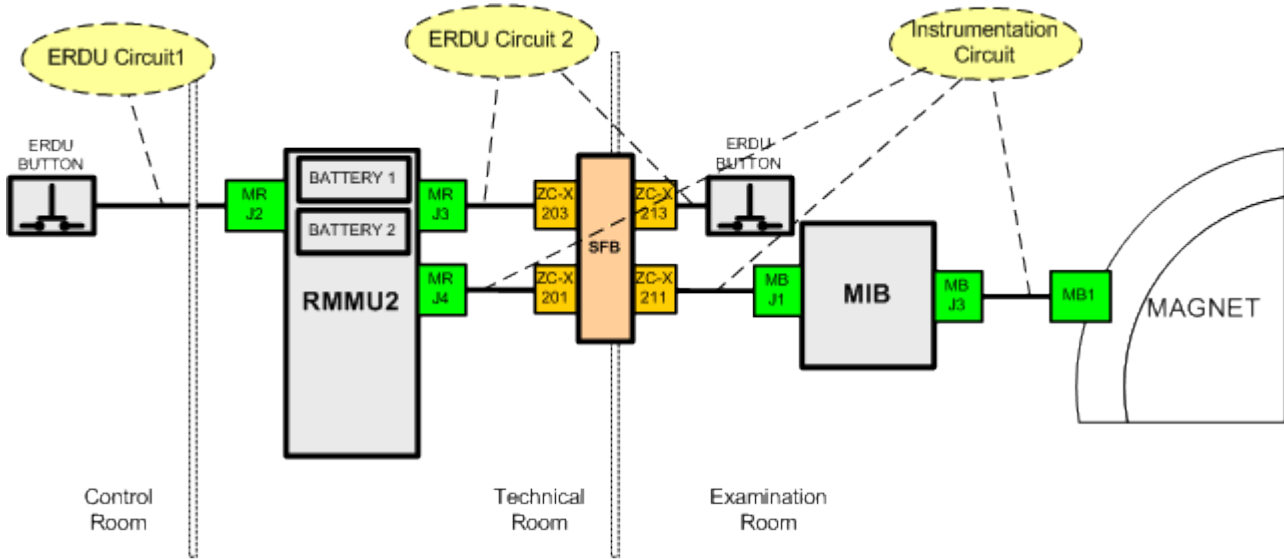 ERDU Circuit1
ERDU Circuit 2
Instrumentation
Circuit
ERDU
BUTTON
MR
J2
BATTERY 1
BATTERY 2
RMMU2
MR
J3
MR
J4
ZC-X
203
ZC-X
201
SFB
ZC-X
213
ZC-X
211
ERDU
BUTTON
MB
J1
MIB
MB
J3
MB1
MAGNET
Control
Room
Technical
Room
Examination
Room